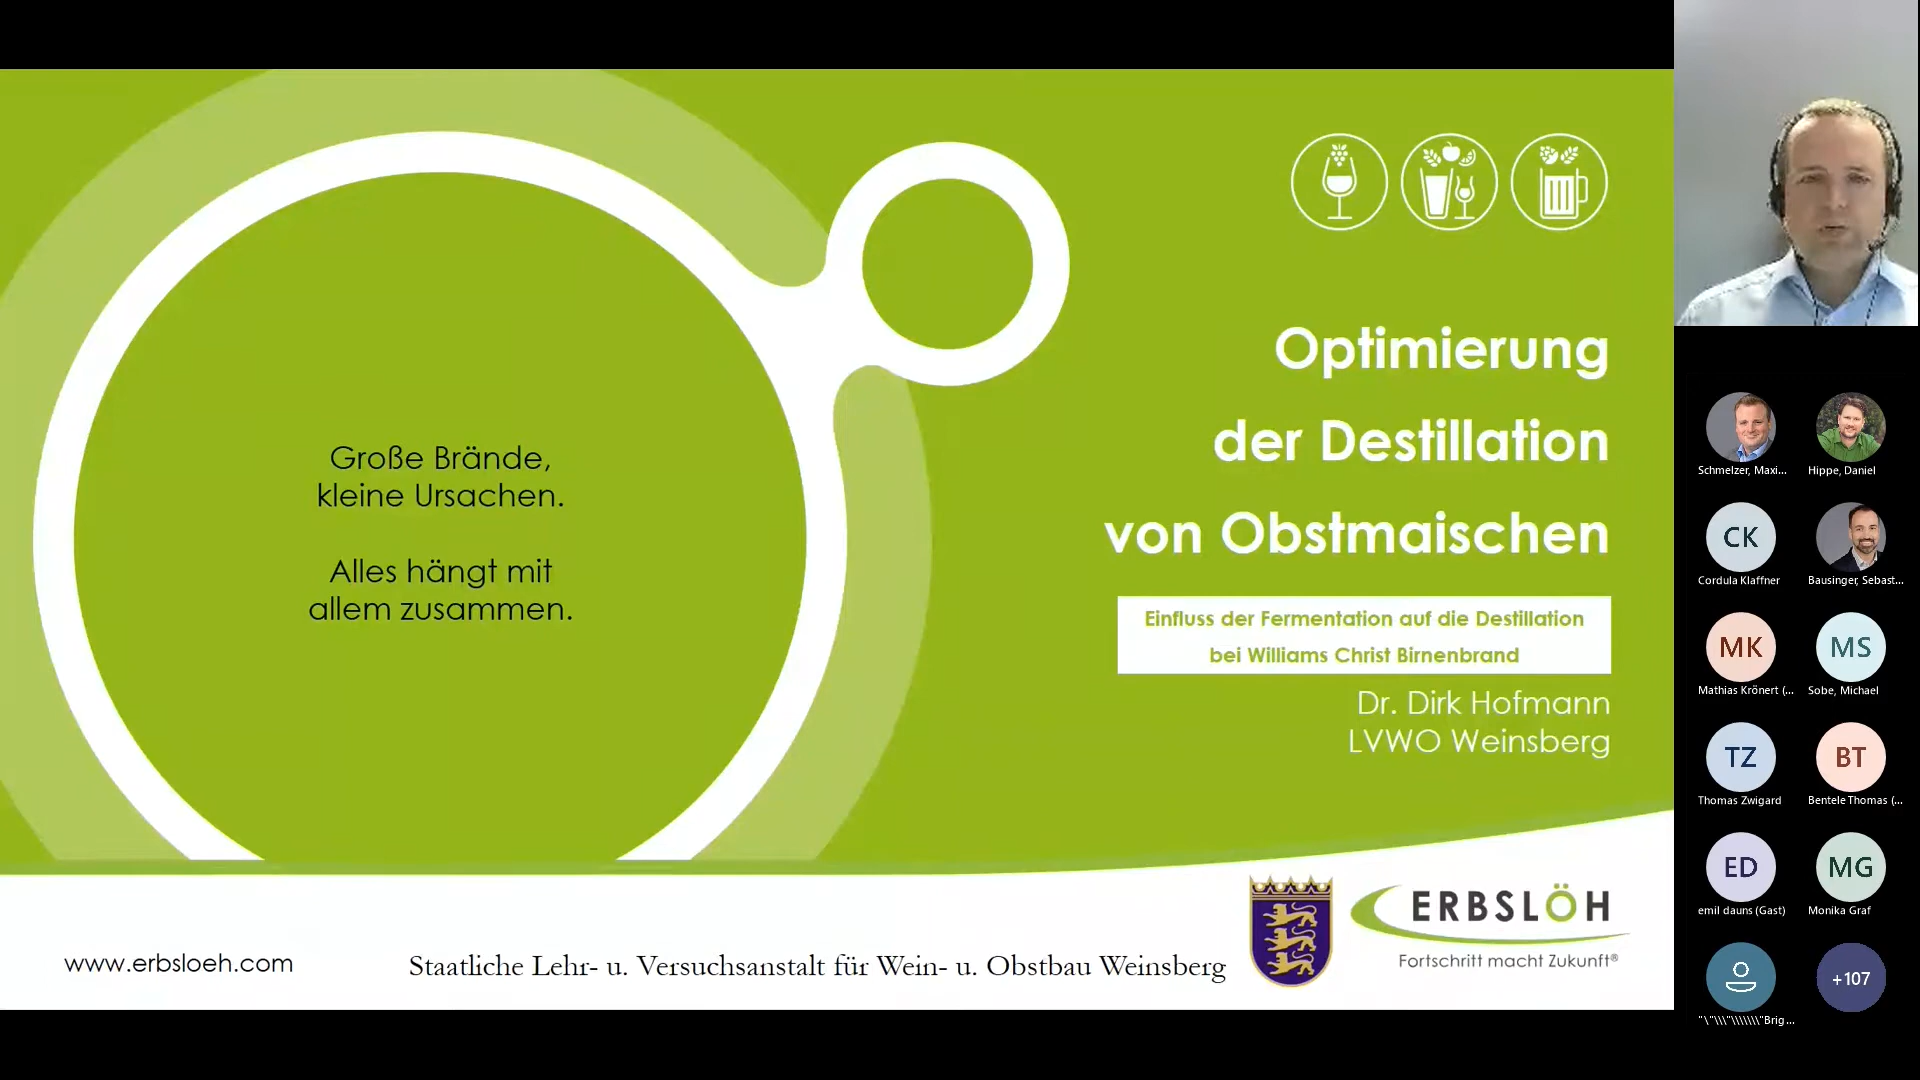 Große Brände,
kleine Ursachen.
Alles hängt mit
allem zusammen.
Optimierung
der Destillation
von Obstmaischen
Einfluss der Fermentation auf die Destillation
bei Williams Christ Birnenbrand
Dr. Dirk Hofmann
LVWO Weinsberg
www.erbsloeh.com
Staatliche Lehr- u. Versuchsanstalt für Wein- u. Obstbau Weinsberg
ERBSLÖH
Fortschritt macht Zukunft®
Schmelzer, Maxi...
Hippe, Daniel
CK
Cordula Klaffner
Bausinger, Sebast...
MK
Mathias Krönert (...
MS
Sobe, Michael
TZ
Thomas Zwigard
BT
Bentele Thomas (...
ED
emil dauns (Gast)
MG
Monika Graf
"\"\\\"\\\\\\\"Brig...
+107